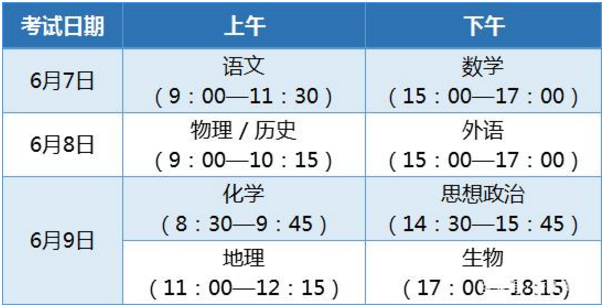 考试日期 上午 下午
6月7日 语文 数学
（9：00—11：30） （15：00—17：00）
6月8日 物理/历史 外语
（9：00—10：15） （15：00—17：00）
6月9日 化学 思想政治
（8：30—9：45） （14：30—15：45）
地理 生物
（11：00—12：15） （17：00—18:15)